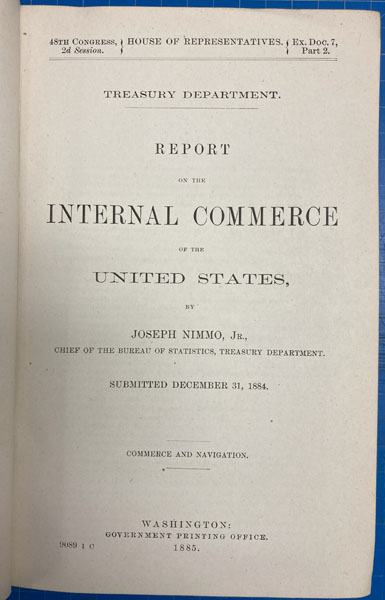 48TH CONGRESS, 2d Session. } HOUSE OF REPRESENTATIVES. { Ex. Doc. 7, Part 2.
TREASURY DEPARTMENT.
REPORT
ON THE
INTERNAL COMMERCE
OF THE
UNITED STATES,
BY
JOSEPH NIMMO, JR.,
CHIEF OF THE BUREAU OF STATISTICS, TREASURY DEPARTMENT.
SUBMITTED DECEMBER 31, 1884.
COMMERCE AND NAVIGATION.
WASHINGTON:
GOVERNMENT PRINTING OFFICE.
1885.
9089 I C